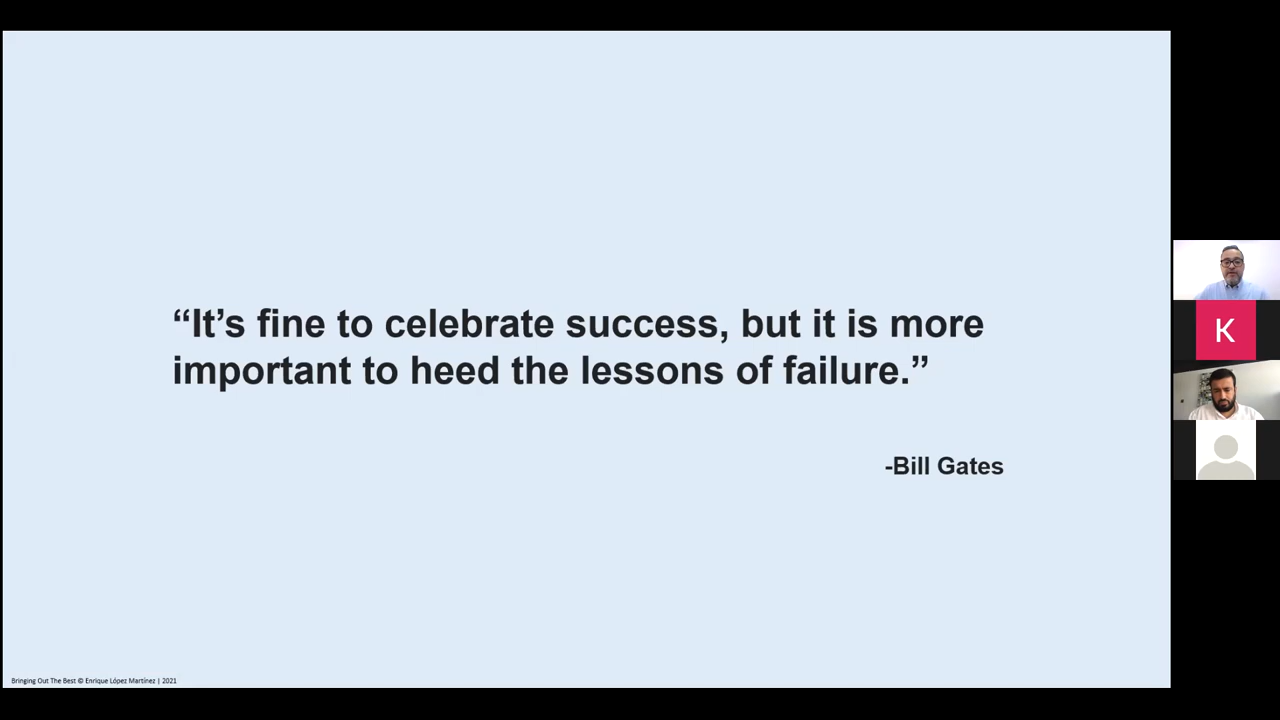 “It’s fine to celebrate success, but it is more
important to heed the lessons of failure.”
-Bill Gates
K
Bringing Out The Best © Enrique López Martínez | 2021